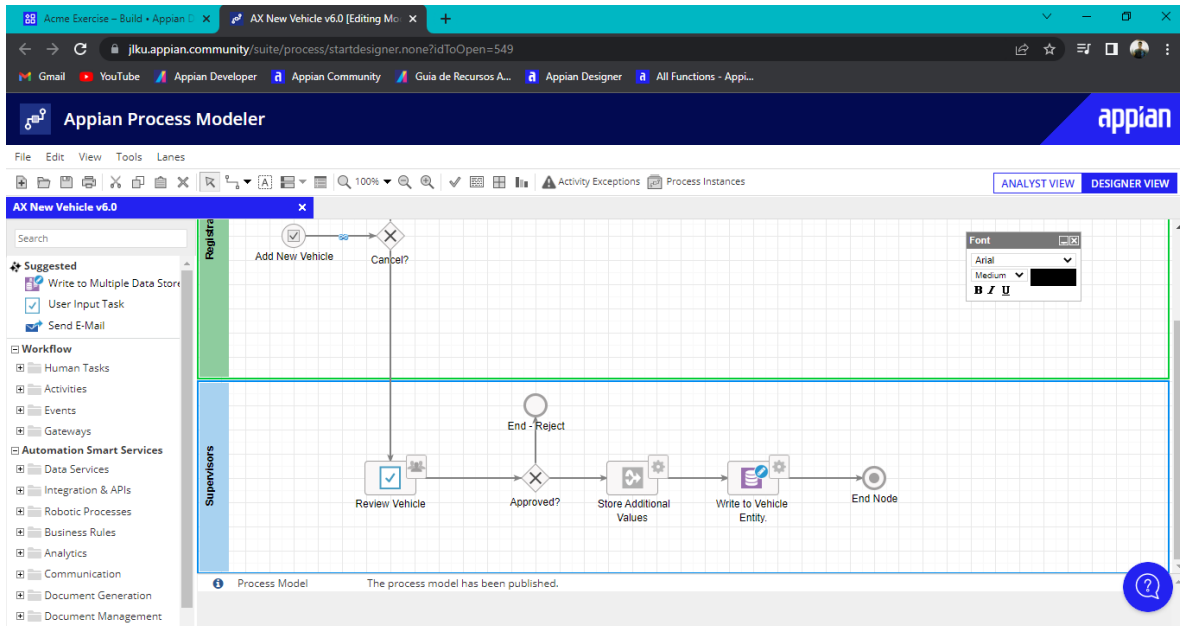 Acme Exercise – Build • Appian D
AX New Vehicle v6.0 [Editing Mo
jlku.appian.community/suite/process/startdesigner.none?idToOpen=549
Gmail YouTube Appian Developer Appian Community Guia de Recursos A... Appian Designer All Functions - Appi...
Appian Process Modeler
appian
File Edit View Tools Lanes
100% Activity Exceptions Process Instances
ANALYST VIEW DESIGNER VIEW
AX New Vehicle v6.0
Search
Suggested
Write to Multiple Data Store
User Input Task
Send E-Mail
Workflow
Human Tasks
Activities
Events
Gateways
Automation Smart Services
Data Services
Integration & APIs
Robotic Processes
Business Rules
Analytics
Communication
Document Generation
Document Management
Registra
Add New Vehicle
Cancel?
Font
Arial
Medium
B I U
Supervisors
End - Reject
Review Vehicle
Approved?
Store Additional
Values
Write to Vehicle
Entity.
End Node
Process Model The process model has been published.